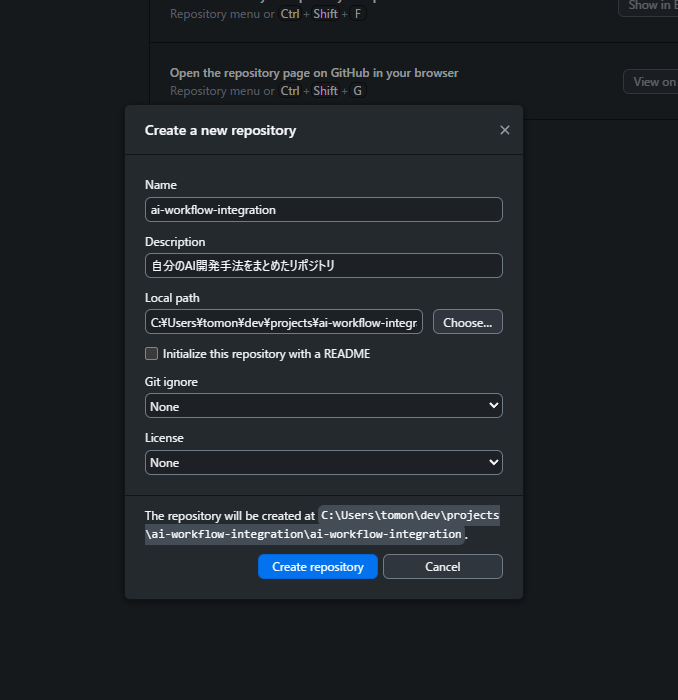 Repository menu or Ctrl + Shift + F
Show in
Open the repository page on GitHub in your browser
Repository menu or Ctrl + Shift + G
View on
Create a new repository
Name
ai-workflow-integration
Description
自分のAI開発手法をまとめたリポジトリ
Local path
C:¥Users¥tomon¥dev¥projects¥ai-workflow-integr
Choose...
Initialize this repository with a README
Git ignore
None
License
None
The repository will be created at C:\Users\tomon\dev\projects
\ai-workflow-integration\ai-workflow-integration.
Create repository
Cancel